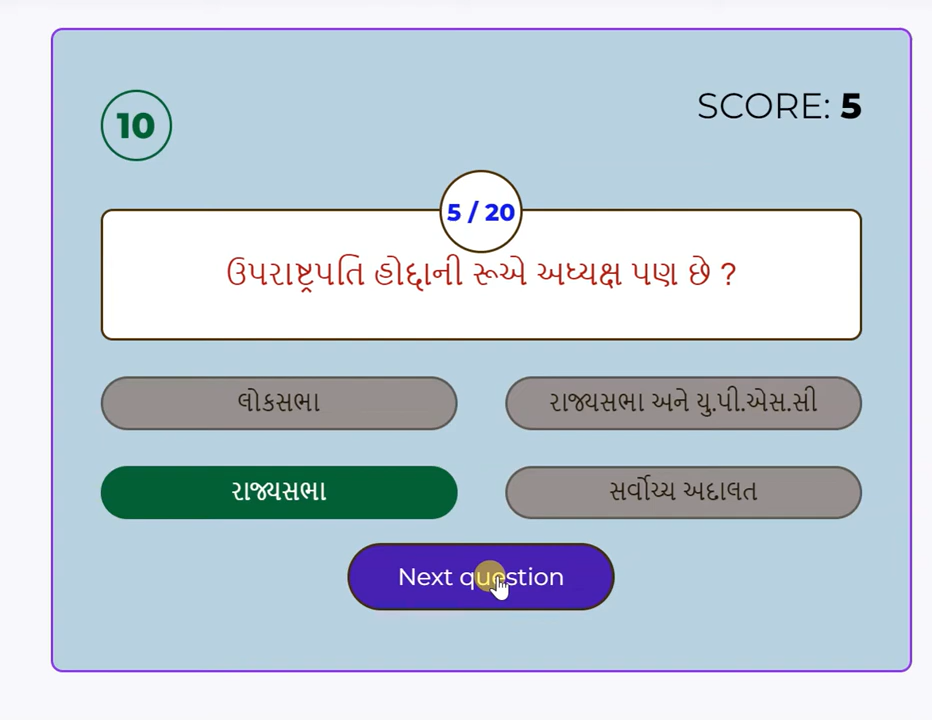 10
SCORE: 5
5 / 20
ઉપરાષ્ટ્રપતિ હોદ્દાની રૂએ અધ્યક્ષ પણ છે ?
લોકસભા
રાજ્યસભા અને યુ.પી.એસ.સી
રાજ્યસભા
સર્વોચ્ચ અદાલત
Next question